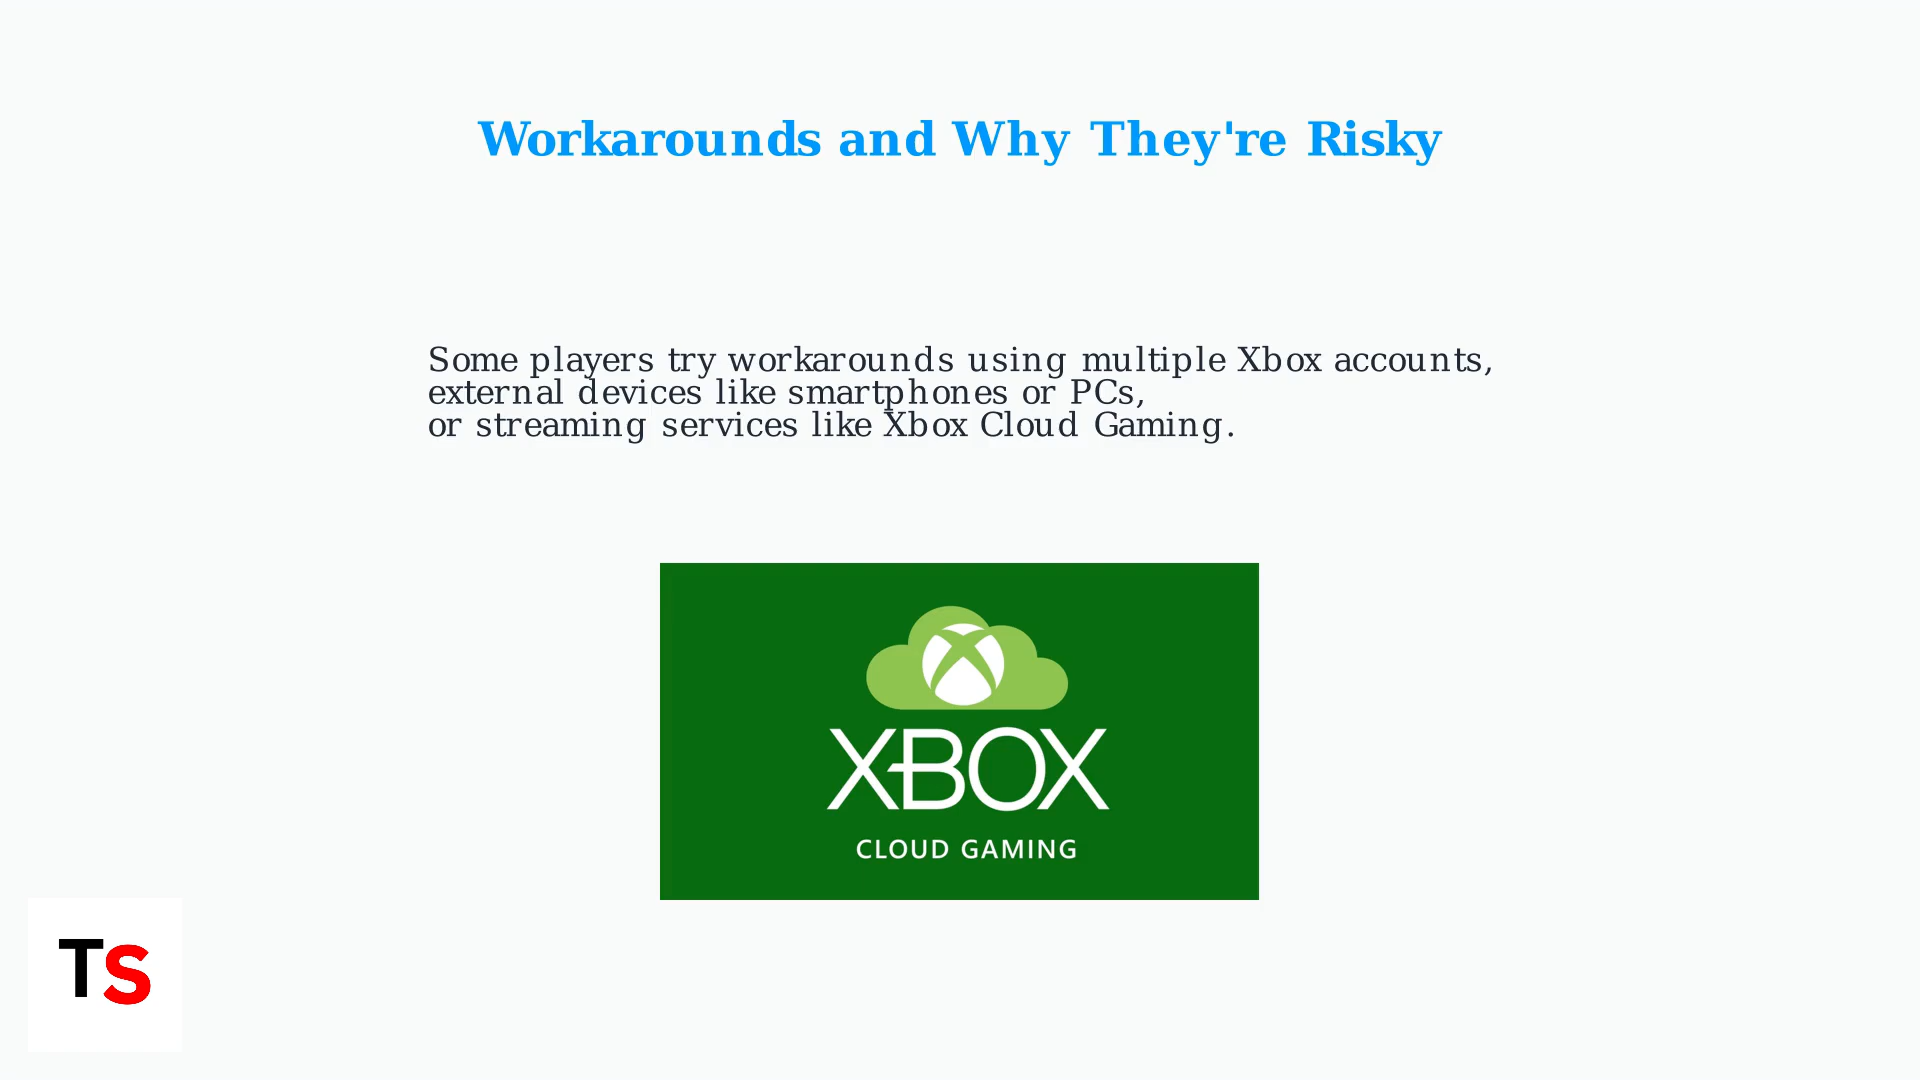 Workarounds and Why They're Risky
Some players try workarounds using multiple Xbox accounts,
external devices like smartphones or PCs,
or streaming services like Xbox Cloud Gaming.
XBOX
CLOUD GAMING
TS